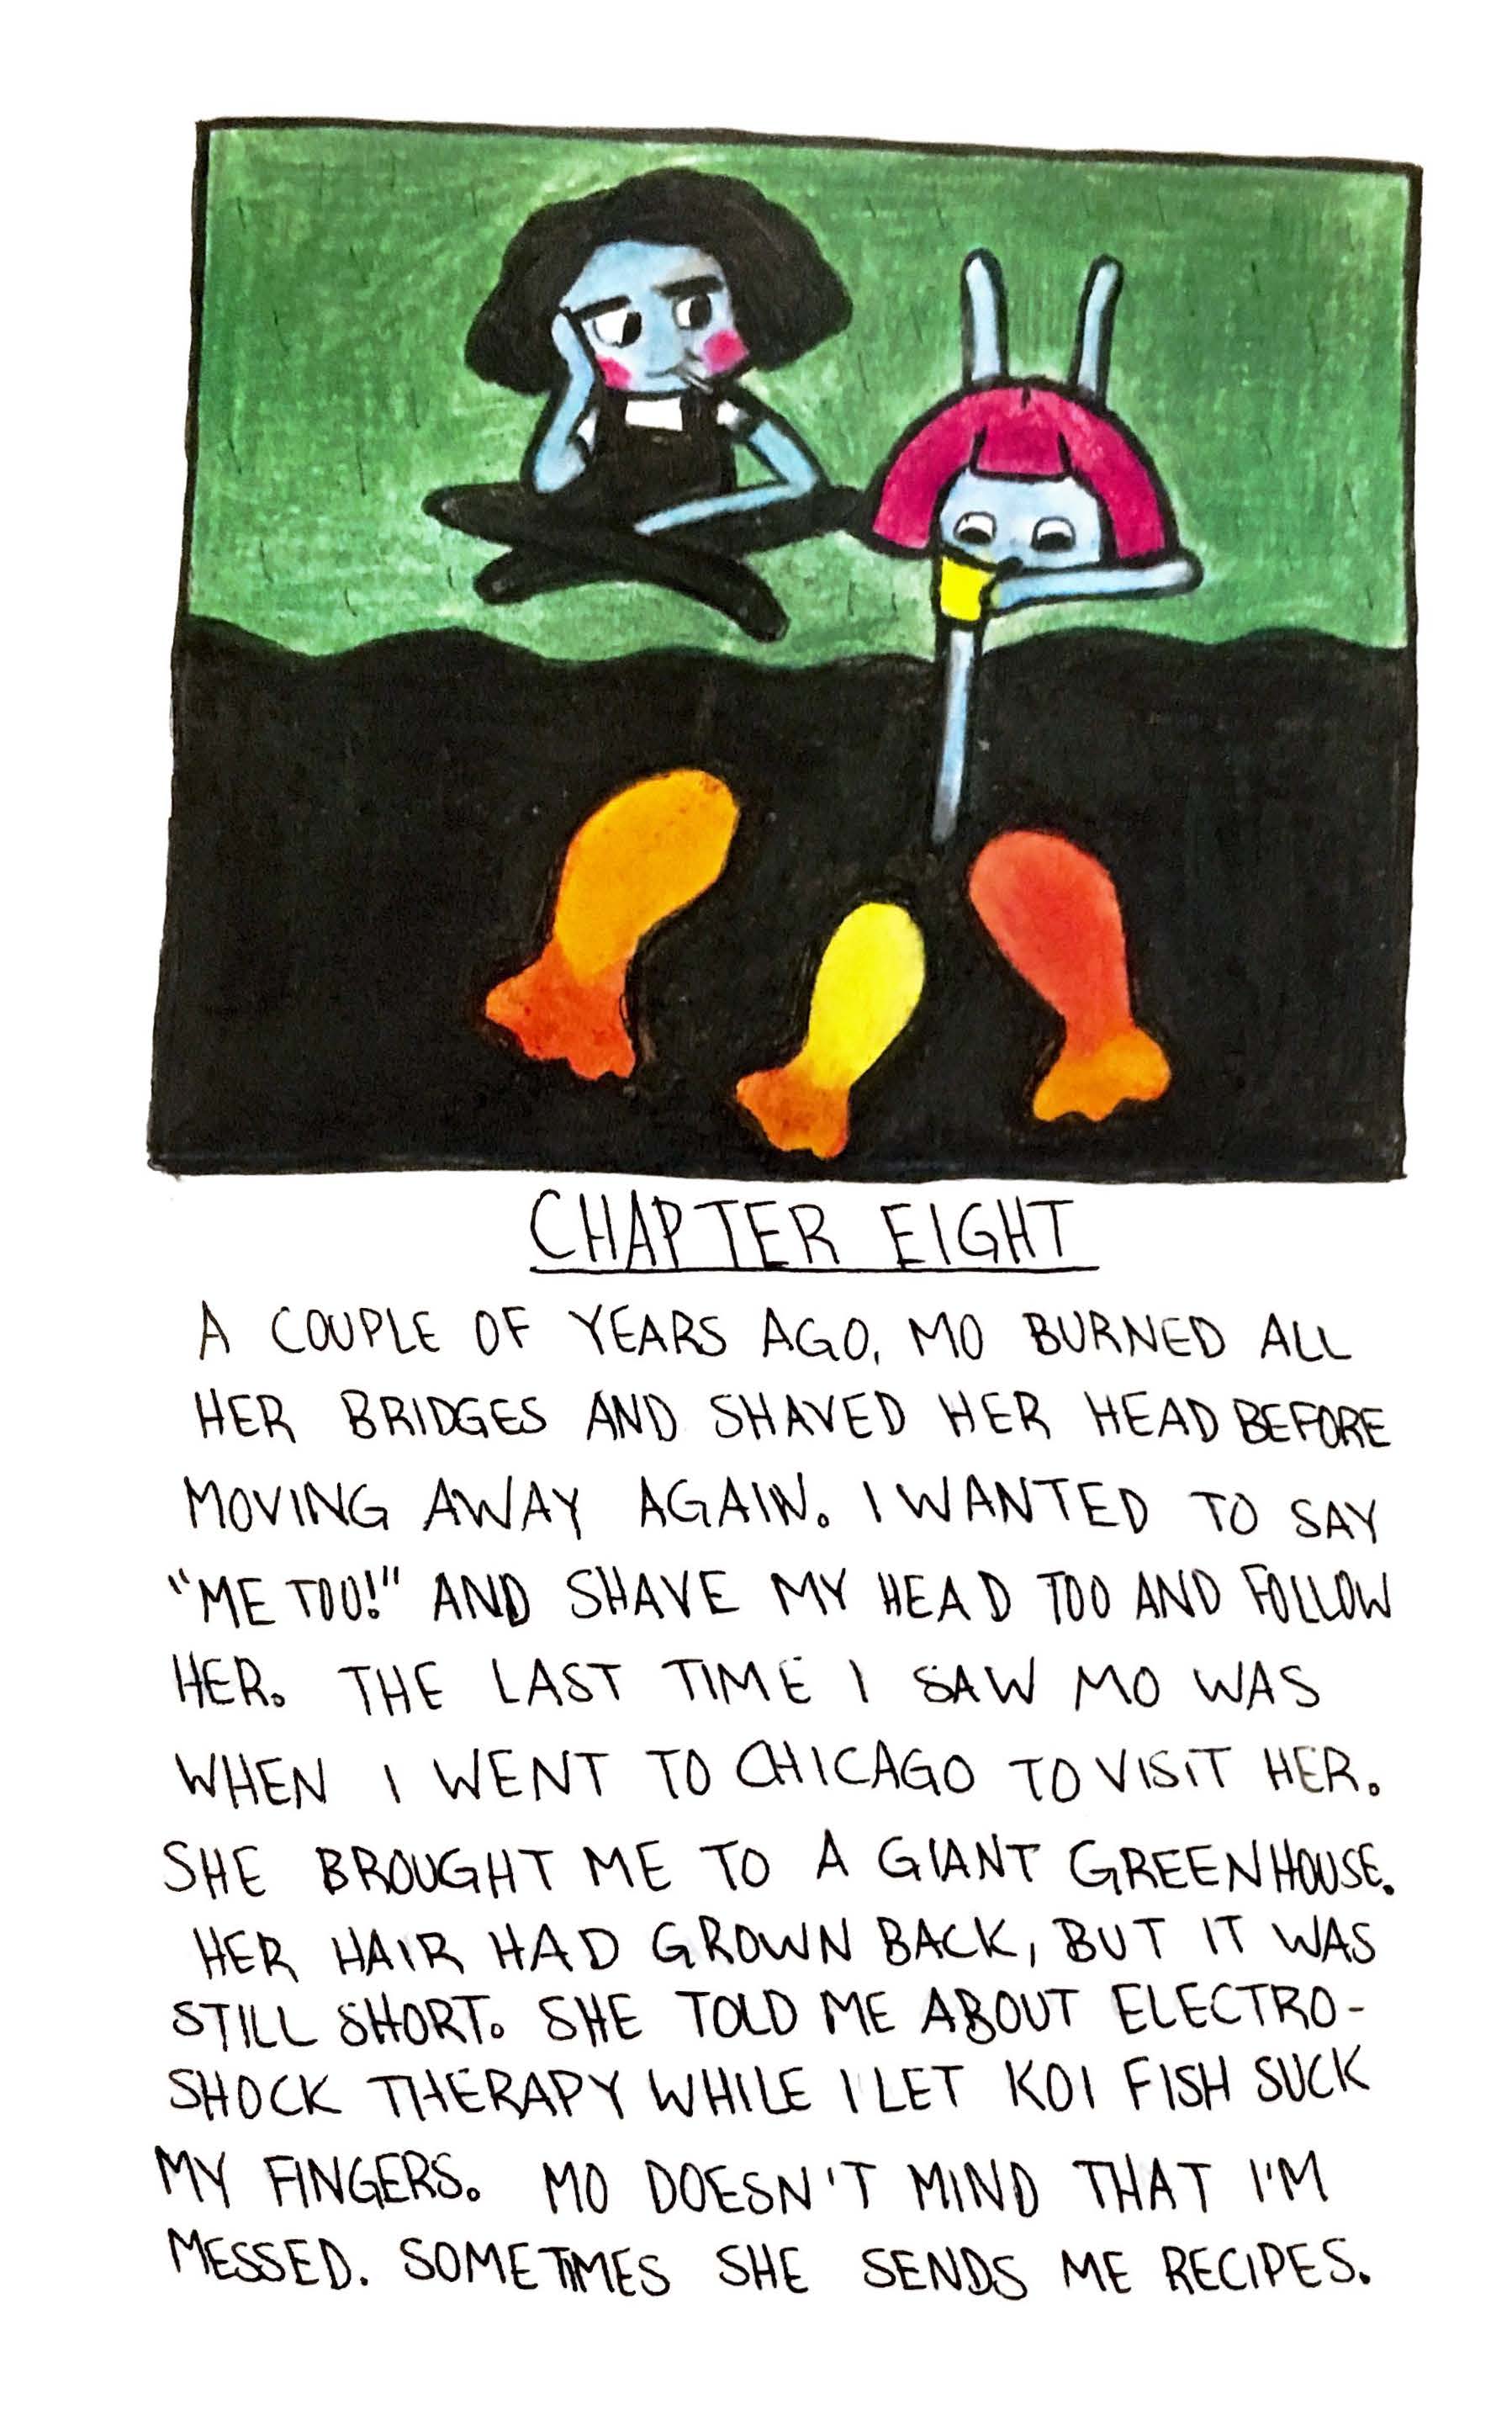 CHAPTER EIGHT
A COUPLE OF YEARS AGO, MO BURNED ALL
HER BRIDGES AND SHAVED HER HEAD BEFORE
MOVING AWAY AGAIN. I WANTED TO SAY
"ME TOO!" AND SHAVE MY HEAD TOO AND FOLLOW
HER. THE LAST TIME I SAW MO WAS
WHEN I WENT TO CHICAGO TO VISIT HER.
SHE BROUGHT ME TO A GIANT GREENHOUSE.
HER HAIR HAD GROWN BACK, BUT IT WAS
STILL SHORT. SHE TOLD ME ABOUT ELECTRO-
SHOCK THERAPY WHILE I LET KOI FISH SUCK
MY FINGERS. MO DOESN'T MIND THAT I'M
MESSED. SOMETIMES SHE SENDS ME RECIPES.